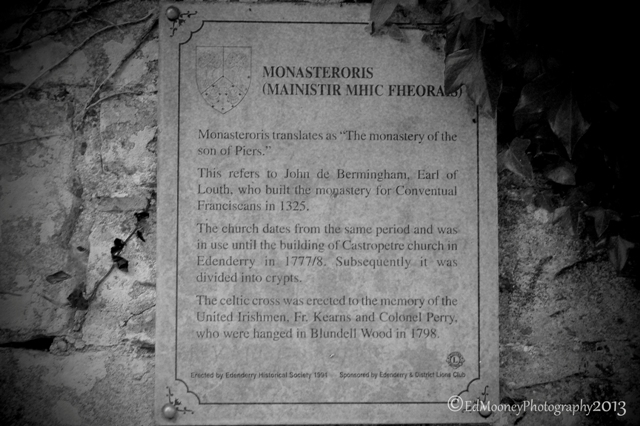 MONASTERORIS
(MAINISTIR MHIC FHEORAIS)
Monasteroris translates as "The monastery of the
son of Piers."
This refers to John de Bermingham, Earl of
Louth, who built the monastery for Conventual
Franciscans in 1325.
The church dates from the same period and was
in use until the building of Castropetre church in
Edenderry in 1777/8. Subsequently it was
divided into crypts.
The celtic cross was erected to the memory of the
United Irishmen, Fr. Kearns and Colonel Perry,
who were hanged in Blundell Wood in 1798.
Erected by Edenderry Historical Society 1991 Sponsored by Edenderry & District Lions Club
©EdMooneyPhotography2013